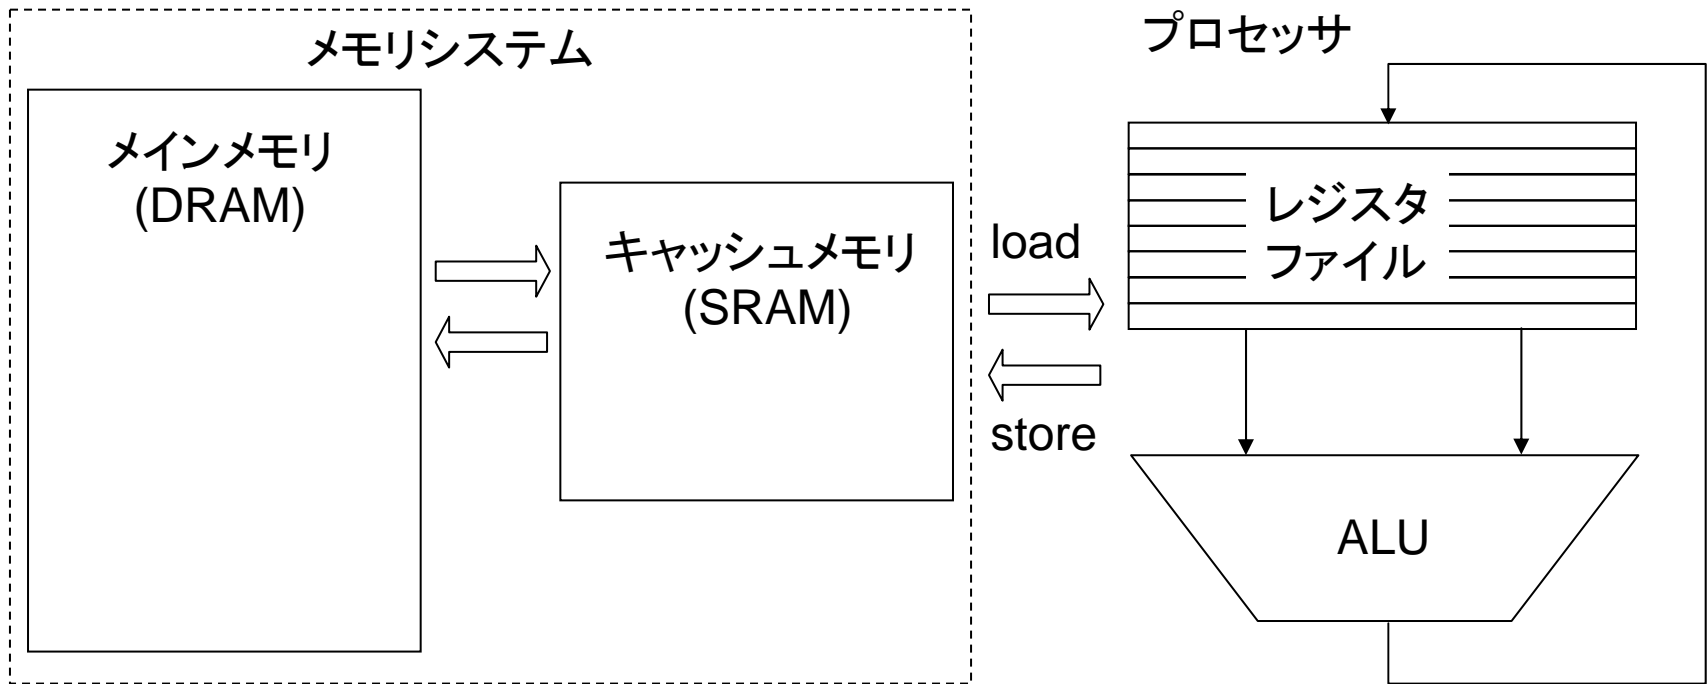 メモリシステム
プロセッサ
メインメモリ
(DRAM)
キャッシュメモリ
(SRAM)
load
store
レジスタ
ファイル
ALU